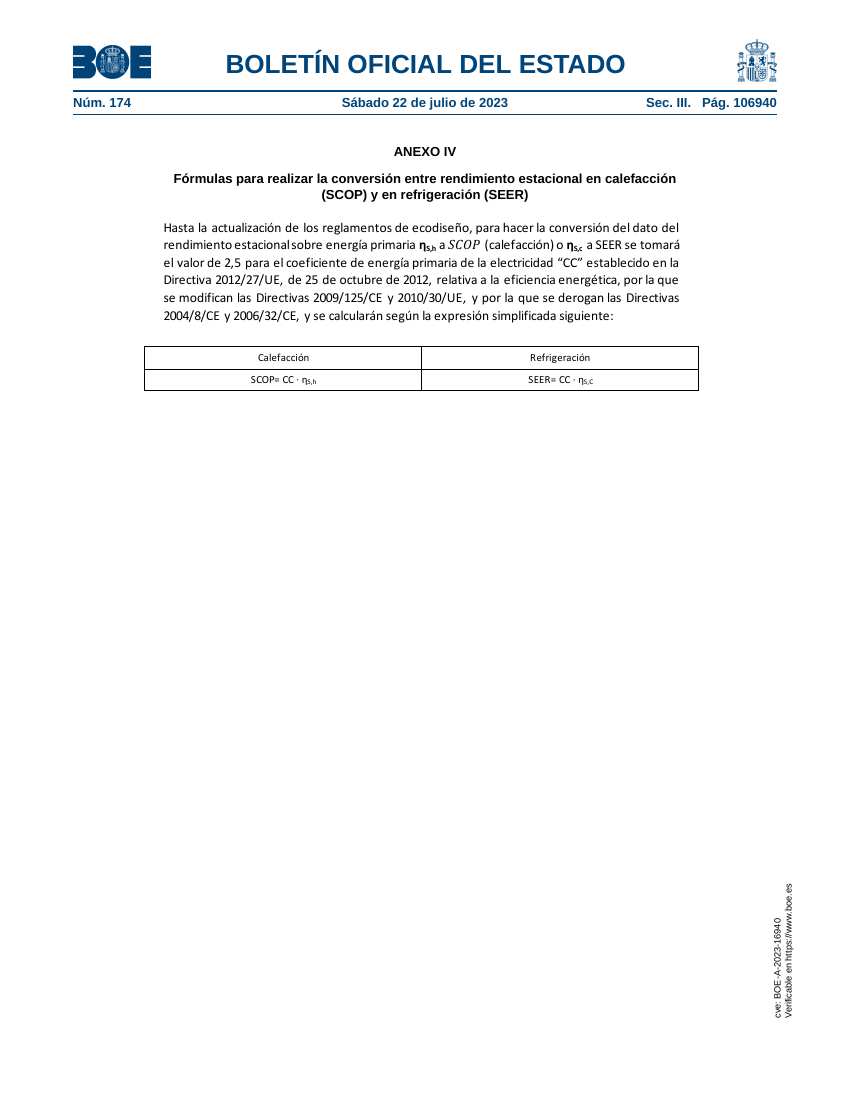 BOE
BOLETÍN OFICIAL DEL ESTADO
Núm. 174 Sábado 22 de julio de 2023 Sec. III. Pág. 106940
ANEXO IV
Fórmulas para realizar la conversión entre rendimiento estacional en calefacción
(SCOP) y en refrigeración (SEER)
Hasta la actualización de los reglamentos de ecodiseño, para hacer la conversión del dato del
rendimiento estacional sobre energía primaria ηS,h a SCOP (calefacción) o ηS,c a SEER se tomará
el valor de 2,5 para el coeficiente de energía primaria de la electricidad “CC” establecido en la
Directiva 2012/27/UE, de 25 de octubre de 2012, relativa a la eficiencia energética, por la que
se modifican las Directivas 2009/125/CE y 2010/30/UE, y por la que se derogan las Directivas
2004/8/CE y 2006/32/CE, y se calcularán según la expresión simplificada siguiente:
Calefacción Refrigeración
SCOP= CC · ηS,h SEER= CC · ηS,C
cve: BOE-A-2023-16940
Verificable en https://www.boe.es